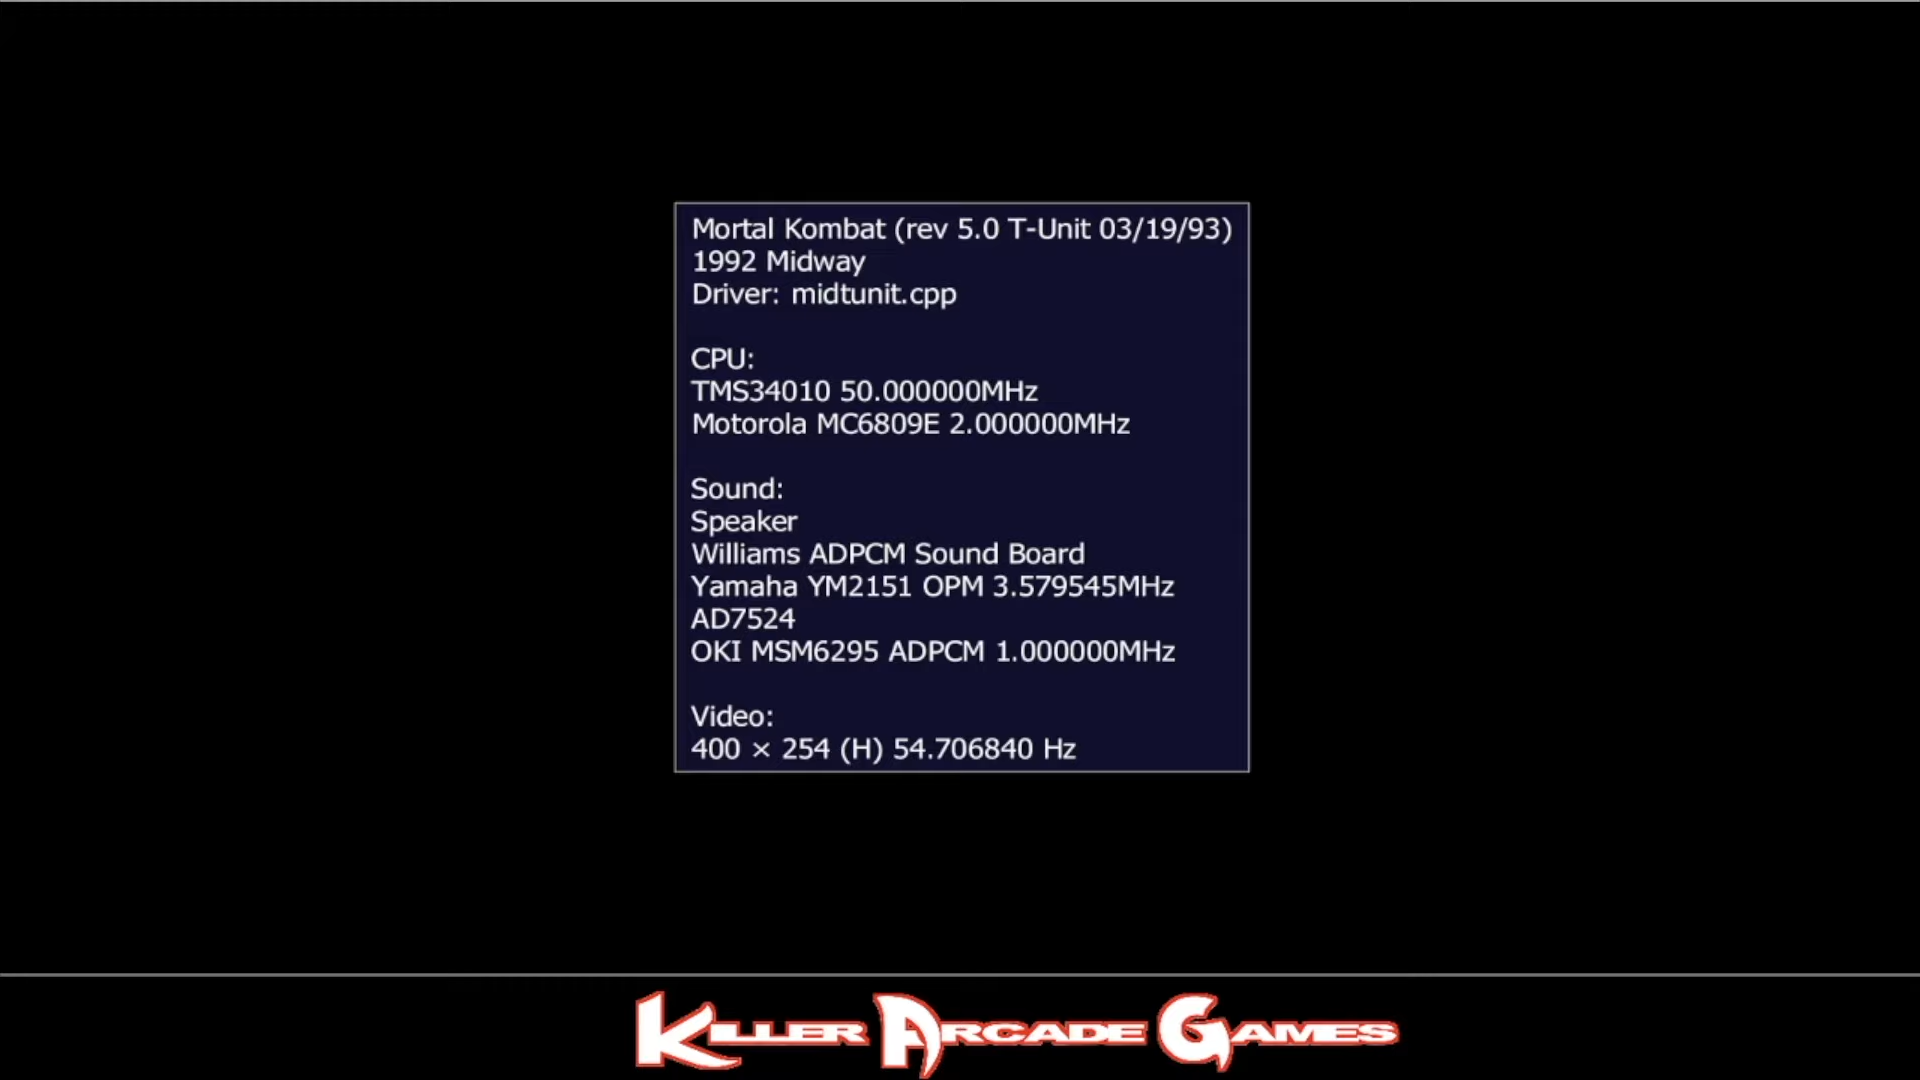 Mortal Kombat (rev 5.0 T-Unit 03/19/93)
1992 Midway
Driver: midtunit.cpp
CPU:
TMS34010 50.000000MHz
Motorola MC6809E 2.000000MHz
Sound:
Speaker
Williams ADPCM Sound Board
Yamaha YM2151 OPM 3.579545MHz
AD7524
OKI MSM6295 ADPCM 1.000000MHz
Video:
400 × 254 (H) 54.706840 Hz
KILLER ARCADE GAMES